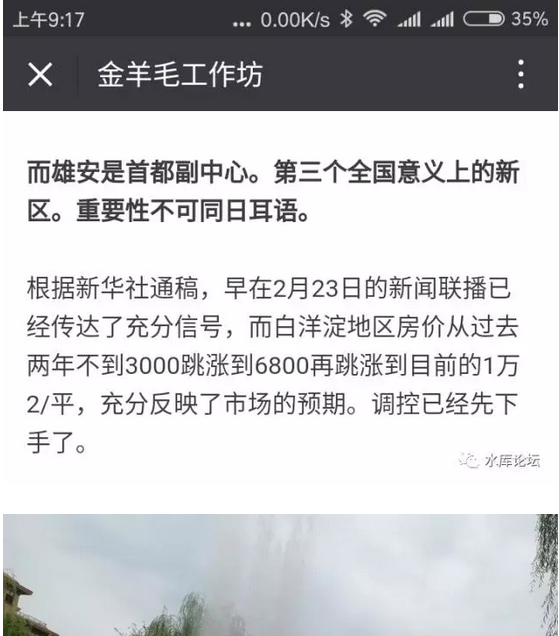 上午9:17
... 0.00K/s 35%
金羊毛工作坊
而雄安是首都副中心。第三个全国意义上的新
区。重要性不可同日耳语。
根据新华社通稿，早在2月23日的新闻联播已
经传达了充分信号，而白洋淀地区房价从过去
两年不到3000跳涨到6800再跳涨到目前的1万
2/平，充分反映了市场的预期。调控已经先下
手了。
水库论坛